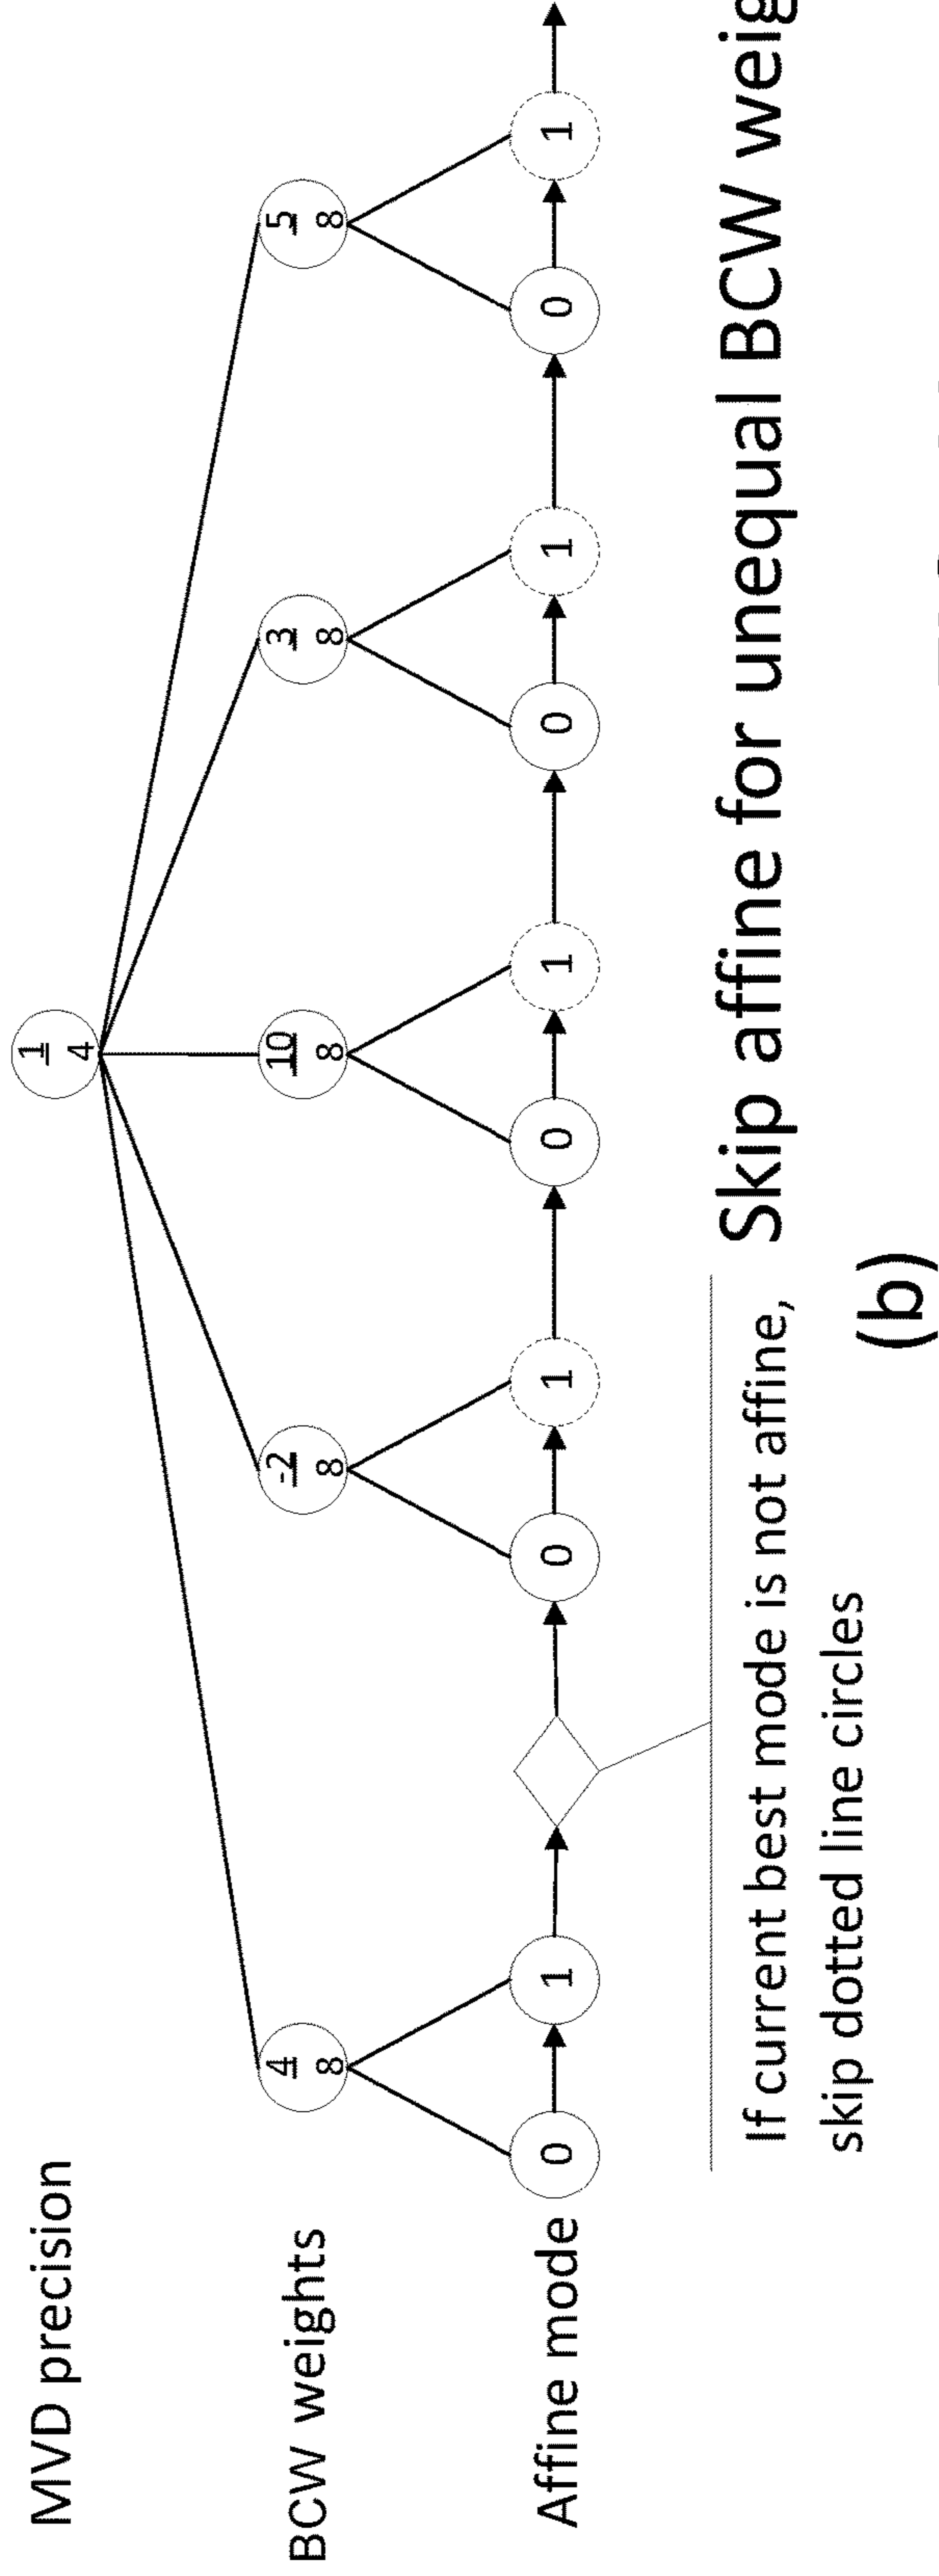 MVD precision
1
4
BCW weights
4
8
-2
8
10
8
3
8
5
8
Affine mode
0 1 0 1 0 1 0 1 0 1
If current best mode is not affine,
skip dotted line circles
Skip affine for unequal BCW weig
(b)